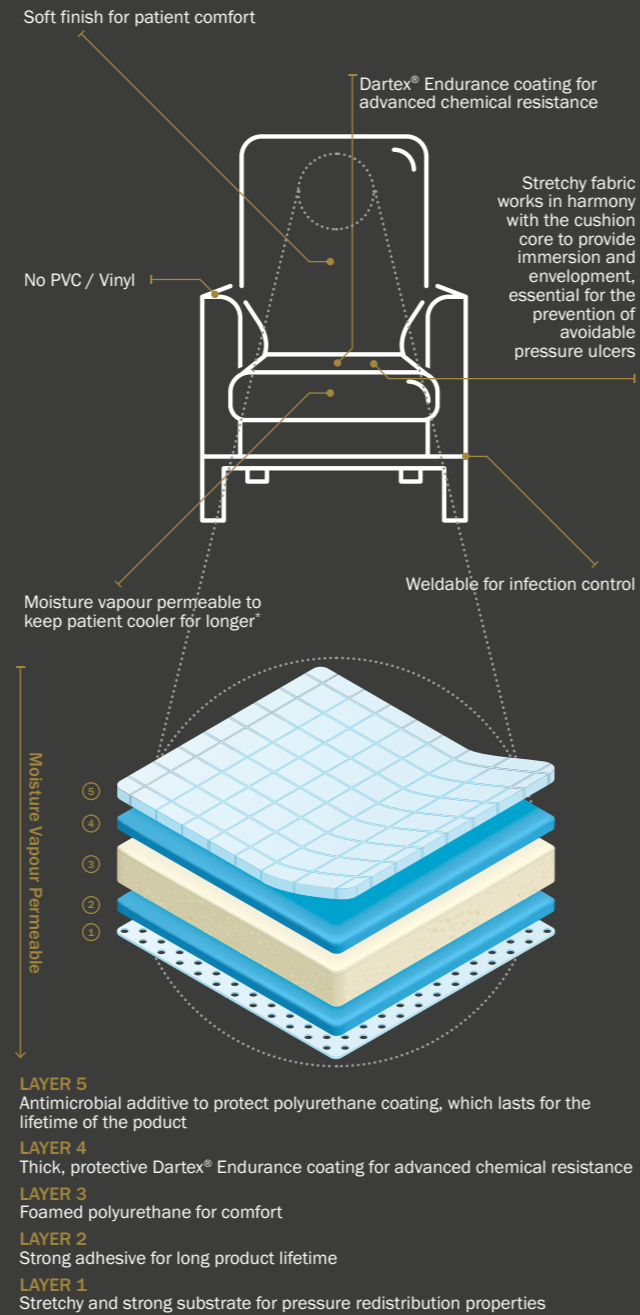 Soft finish for patient comfort
Dartex® Endurance coating for
advanced chemical resistance
Stretchy fabric
works in harmony
with the cushion
core to provide
immersion and
envelopment,
essential for the
prevention of
avoidable
pressure ulcers
No PVC / Vinyl
Weldable for infection control
Moisture vapour permeable to
keep patient cooler for longer*
Moisture Vapour Permeable
5
4
3
2
1
LAYER 5
Antimicrobial additive to protect polyurethane coating, which lasts for the
lifetime of the poduct
LAYER 4
Thick, protective Dartex® Endurance coating for advanced chemical resistance
LAYER 3
Foamed polyurethane for comfort
LAYER 2
Strong adhesive for long product lifetime
LAYER 1
Stretchy and strong substrate for pressure redistribution properties